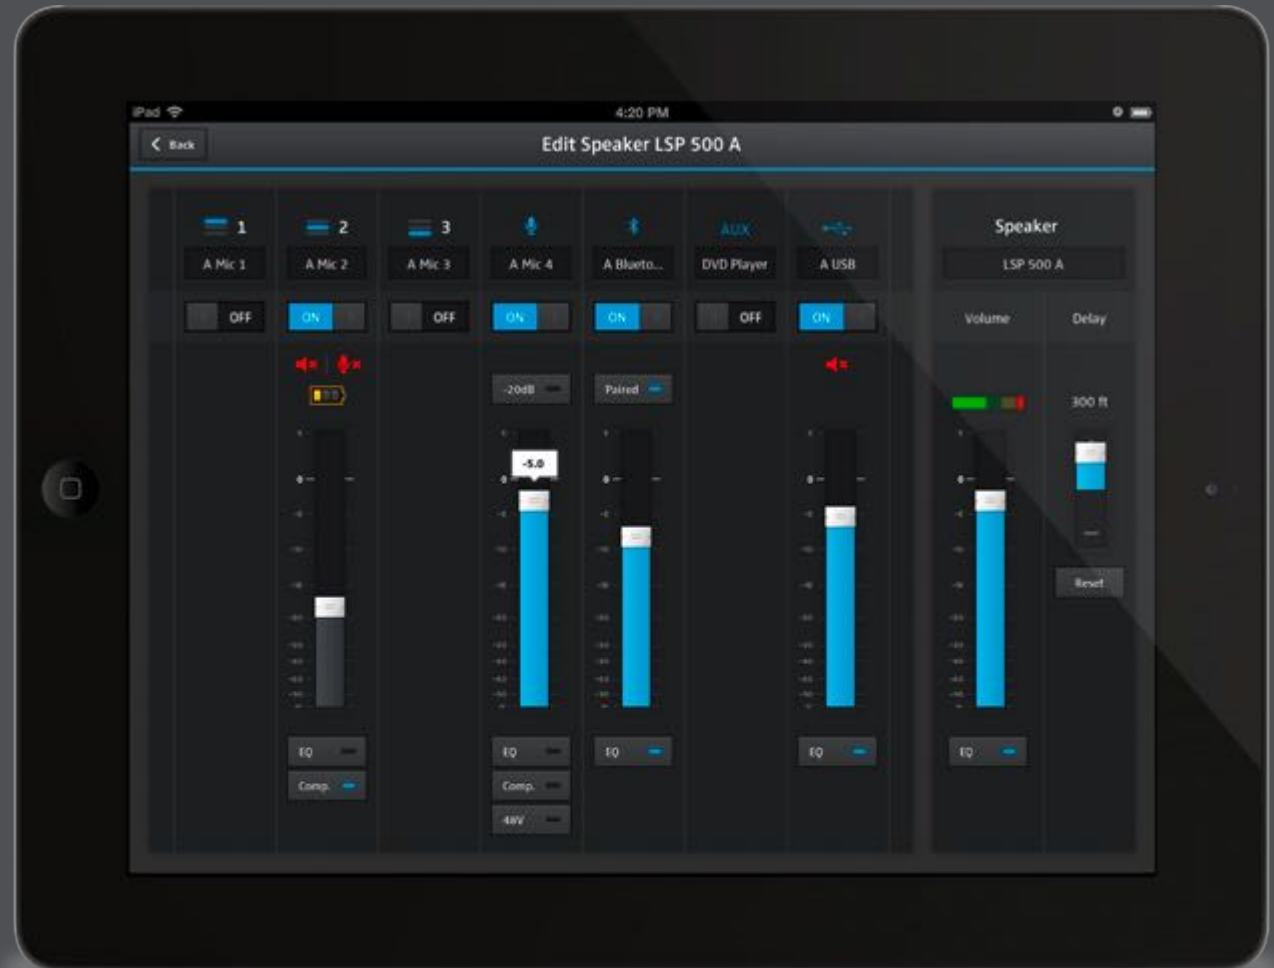 iPad 4:20 PM
Back Edit Speaker LSP 500 A
1 2 3 AUX Speaker
A Mic 1 A Mic 2 A Mic 3 A Mic 4 A Blueto... DVD Player A USB LSP 500 A
OFF ON OFF ON ON OFF ON Volume Delay
-20dB Paired 300 ft
-5.0
0 0 0 0 0
Reset
EQ EQ EQ EQ EQ
Comp. Comp.
48V